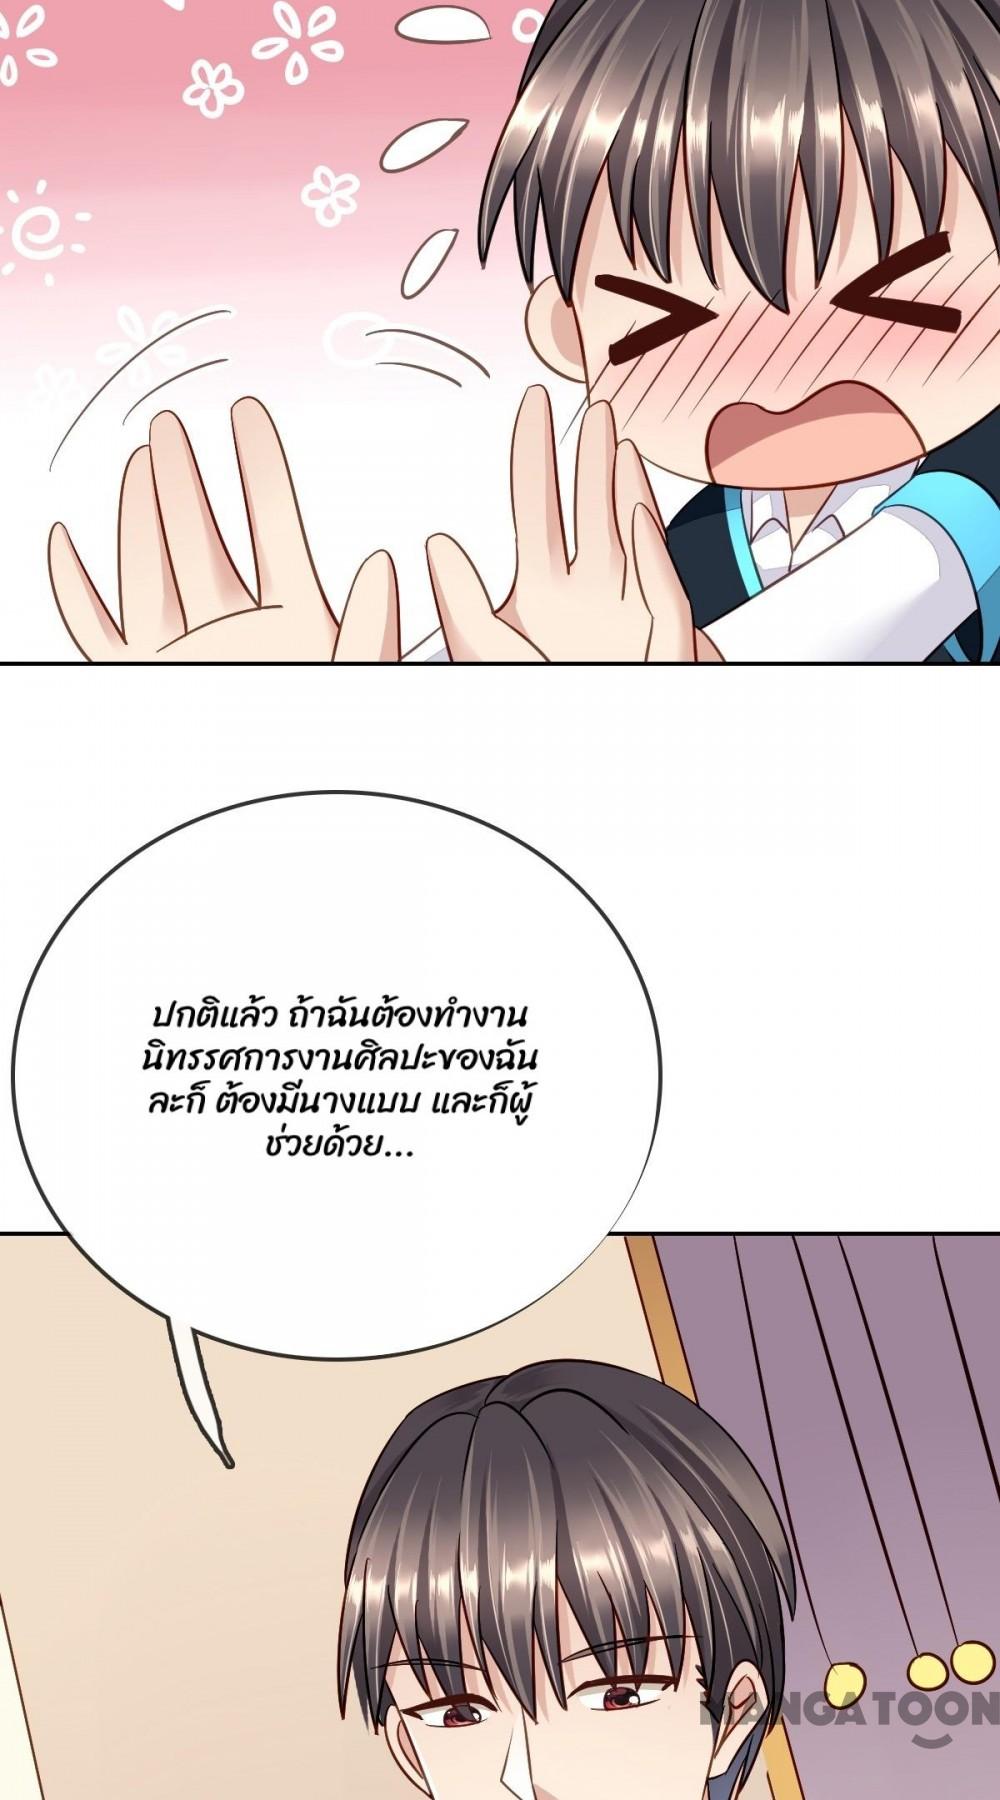 ปกติแล้ว ถ้าฉันต้องทำงาน
นิทรรศการงานศิลปะของฉัน
ละก็ ต้องมีนางแบบ และก็ผู้
ช่วยด้วย...
MANGATOON